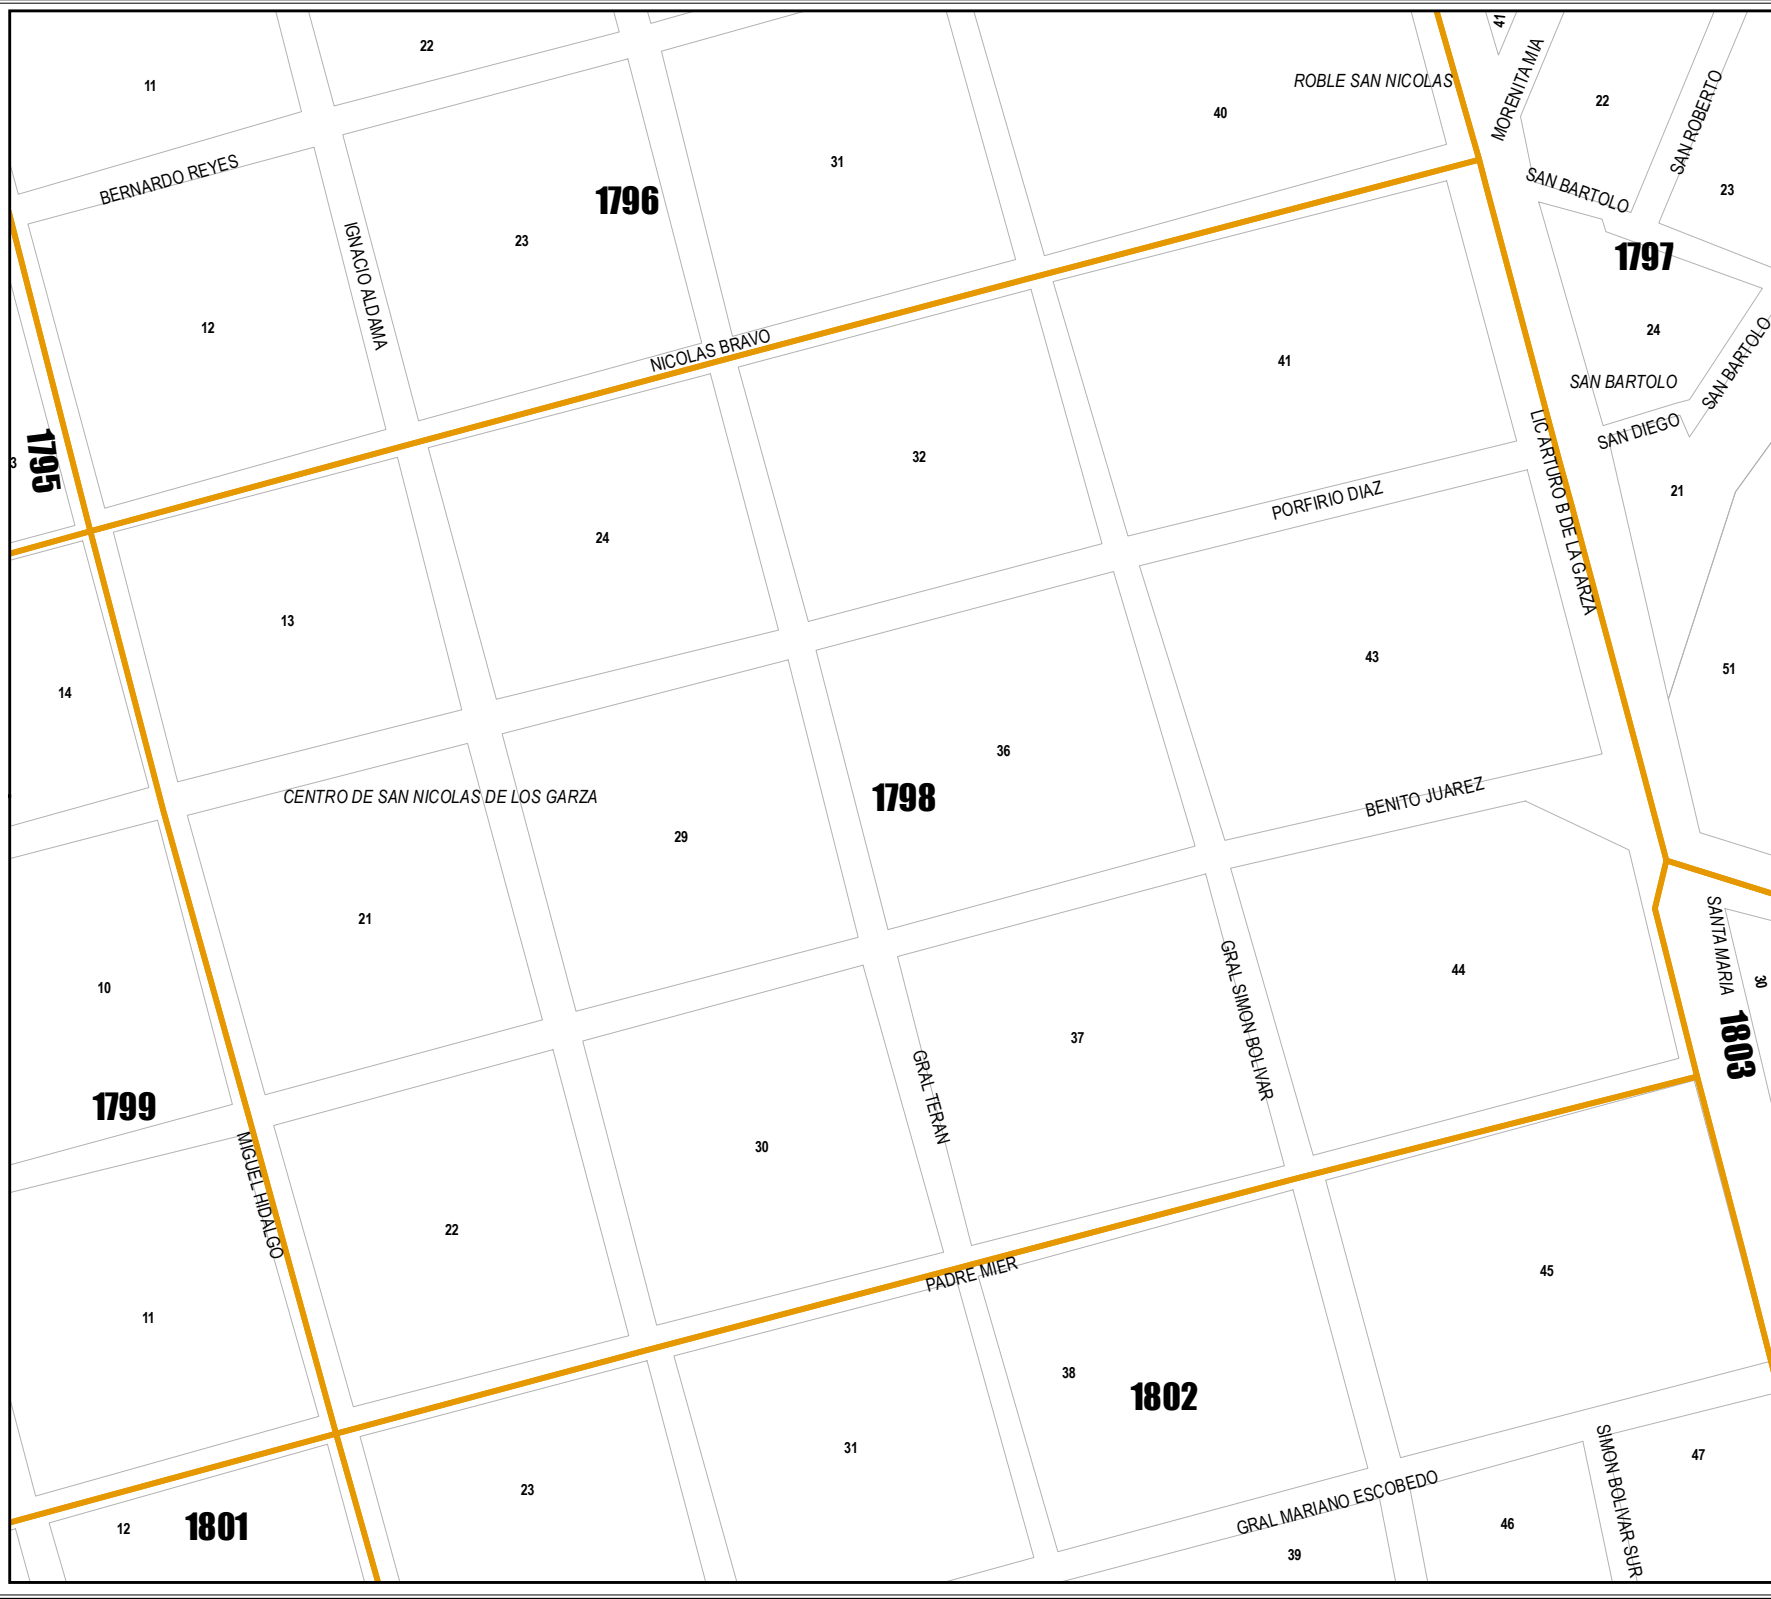 41
22
11
ROBLE SAN NICOLAS
MORENITA MIA
22
SAN ROBERTO
40
31
BERNARDO REYES
1796
SAN BARTOLO
23
IGNACIO ALDAMA
23
1797
12
NICOLAS BRAVO
24
SAN BARTOLO
41
SAN BARTOLO
LIC ARTURO B DE LA GARZA
SAN DIEGO
3
1795
32
PORFIRIO DIAZ
21
24
13
43
51
14
36
CENTRO DE SAN NICOLAS DE LOS GARZA
1798
BENITO JUAREZ
29
21
SANTA MARIA
10
44
30
GRAL SIMON BOLIVAR
37
1803
1799
GRAL TERAN
MIGUEL HIDALGO
30
22
PADRE MIER
45
11
38
1802
31
SIMON BOLIVAR SUR
47
23
GRAL MARIANO ESCOBEDO
12
1801
46
39